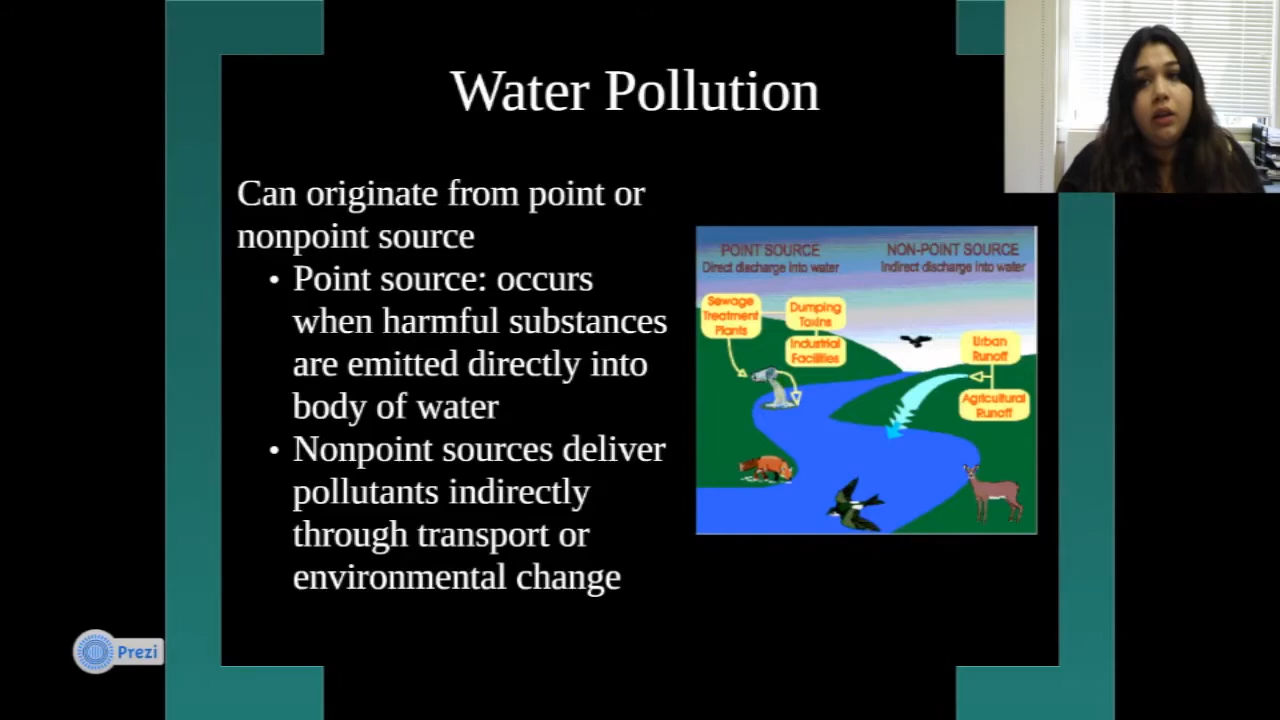 Water Pollution
Can originate from point or
nonpoint source
• Point source: occurs
when harmful substances
are emitted directly into
body of water
• Nonpoint sources deliver
pollutants indirectly
through transport or
environmental change
POINT SOURCE
Direct discharge into water
NON-POINT SOURCE
Indirect discharge into water
Sewage
Treatment
Plants
Dumping
Toxins
Industrial
Facilities
Urban
Runoff
Agricultural
Runoff
Prezi